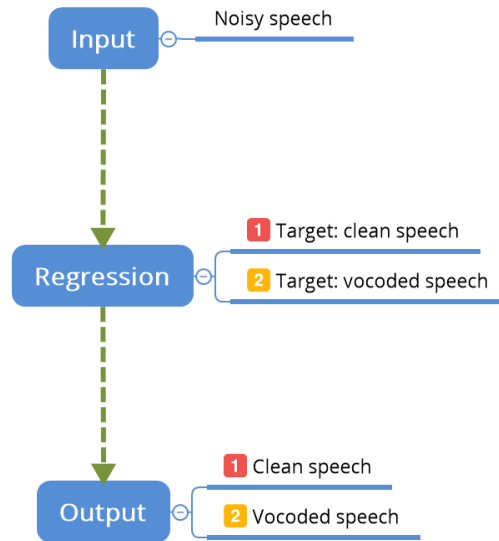 Input
Noisy speech
Regression
1 Target: clean speech
2 Target: vocoded speech
Output
1 Clean speech
2 Vocoded speech